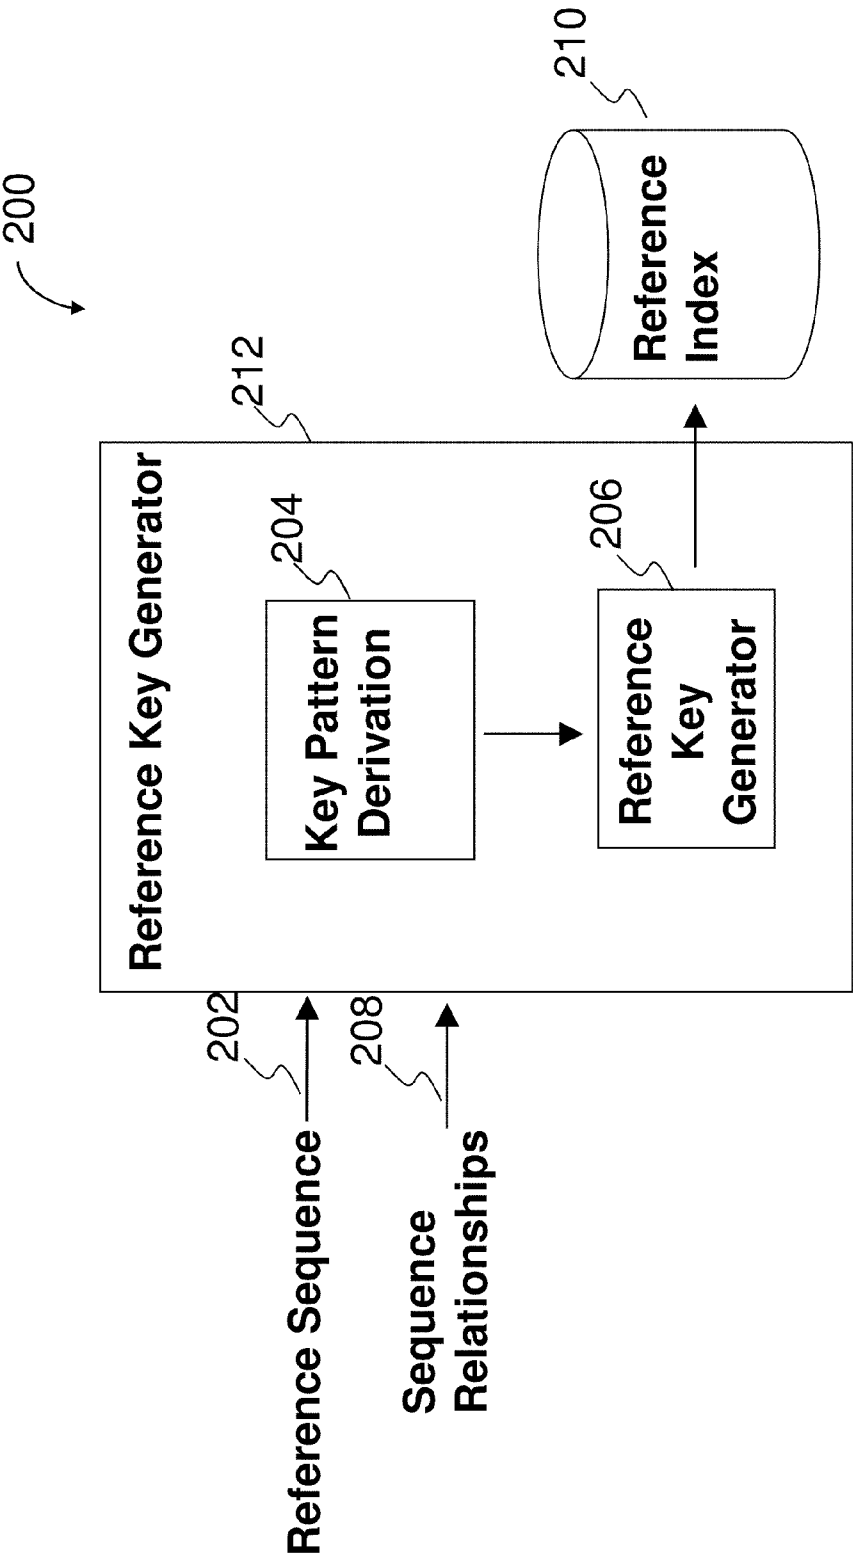 200
Reference Key Generator
212
202
Reference Sequence
208
Sequence
Relationships
204
Key Pattern
Derivation
206
Reference
Key
Generator
210
Reference
Index